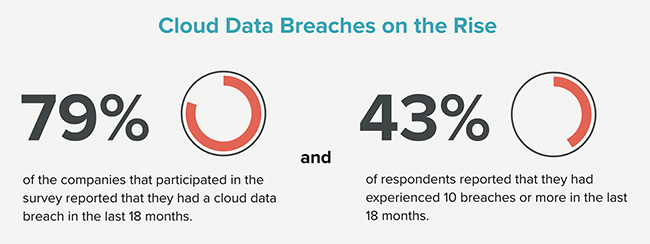 Cloud Data Breaches on the Rise
79%
of the companies that participated in the
survey reported that they had a cloud data
breach in the last 18 months.
and
43%
of respondents reported that they had
experienced 10 breaches or more in the last
18 months.